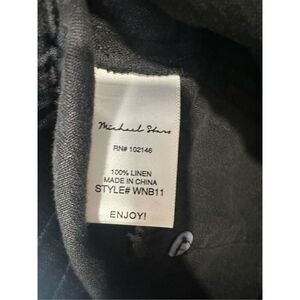 Michael Stars
RN# 102146
100% LINEN
MADE IN CHINA
STYLE# WNB11
ENJOY!